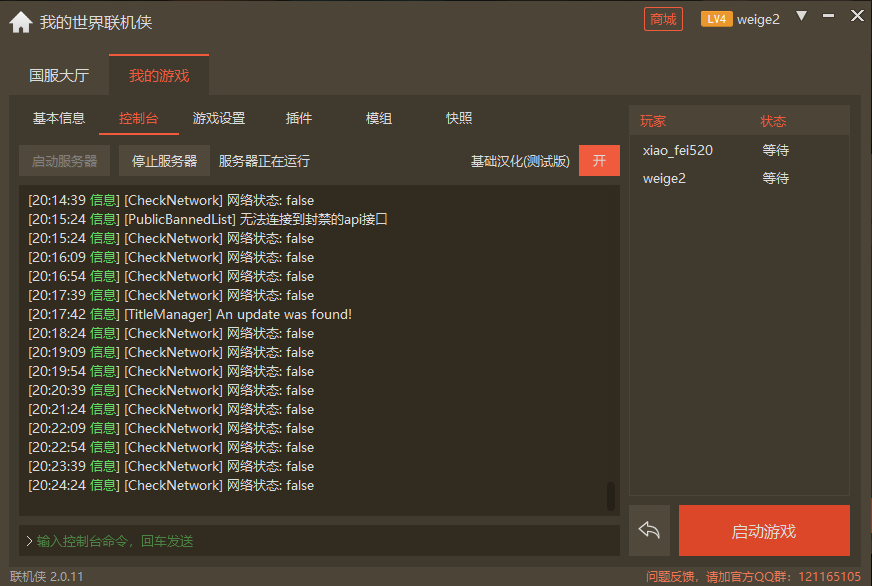 我的世界联机侠
商城 LV4 weige2
国服大厅 我的游戏
基本信息 控制台 游戏设置 插件 模组 快照
启动服务器 停止服务器 服务器正在运行 基础汉化(测试版) 开
[20:14:39 信息] [CheckNetwork] 网络状态: false
[20:15:24 信息] [PublicBannedList] 无法连接到封禁的api接口
[20:15:24 信息] [CheckNetwork] 网络状态: false
[20:16:09 信息] [CheckNetwork] 网络状态: false
[20:16:54 信息] [CheckNetwork] 网络状态: false
[20:17:39 信息] [CheckNetwork] 网络状态: false
[20:17:42 信息] [TitleManager] An update was found!
[20:18:24 信息] [CheckNetwork] 网络状态: false
[20:19:09 信息] [CheckNetwork] 网络状态: false
[20:19:54 信息] [CheckNetwork] 网络状态: false
[20:20:39 信息] [CheckNetwork] 网络状态: false
[20:21:24 信息] [CheckNetwork] 网络状态: false
[20:22:09 信息] [CheckNetwork] 网络状态: false
[20:22:54 信息] [CheckNetwork] 网络状态: false
[20:23:39 信息] [CheckNetwork] 网络状态: false
[20:24:24 信息] [CheckNetwork] 网络状态: false
输入控制台命令，回车发送
玩家 状态
xiao_fei520 等待
weige2 等待
启动游戏
联机侠 2.0.11
问题反馈，请加官方QQ群：121165105